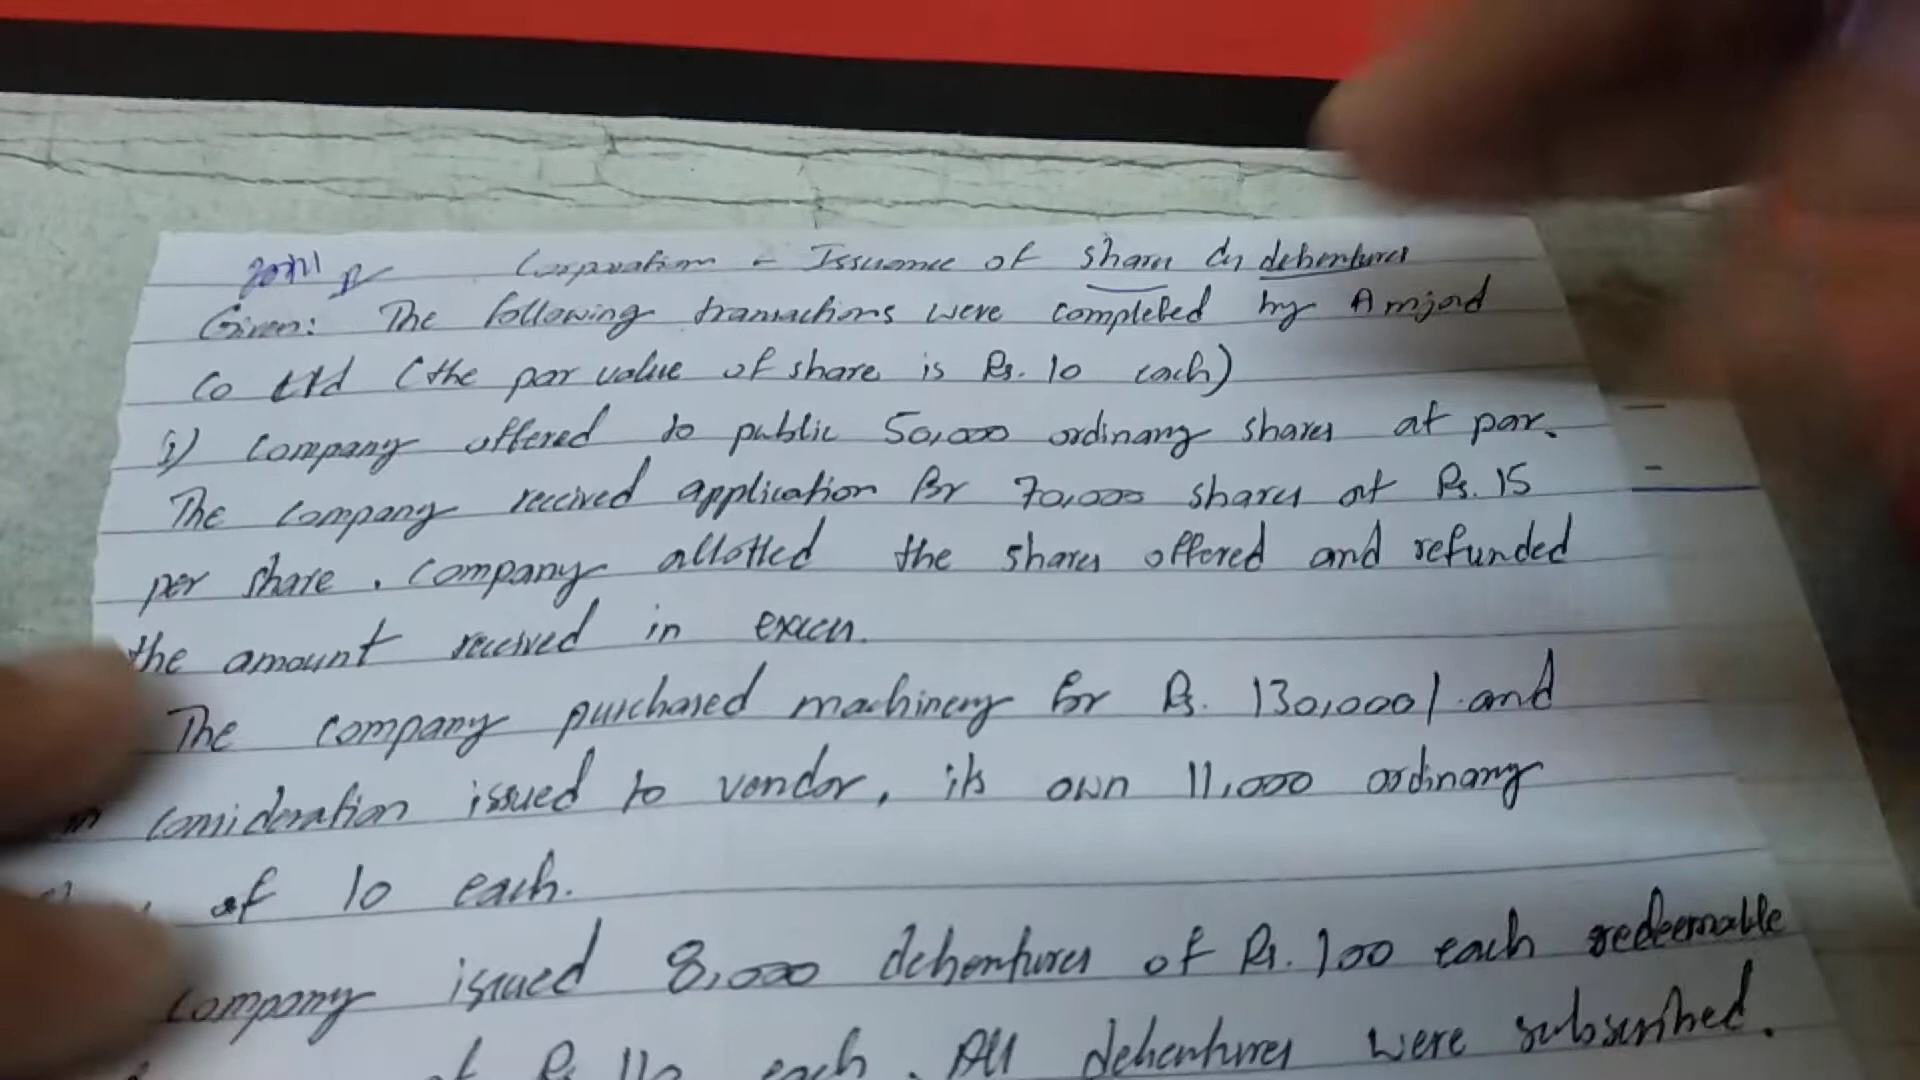 Corporation - Issuance of share & debentures
Given: The following transactions were completed by Amjad
Co Ltd (the par value of share is Rs. 10 each)
i) Company offered to public 50,000 ordinary shares at par.
The company received application for 70,000 shares at Rs. 15
per share. Company allotted the shares offered and refunded
the amount received in excess.
The company purchased machinery for Rs. 130,000/- and
in consideration issued to vendor, its own 11,000 ordinary
of 10 each.
Company issued 8,000 debentures of Rs. 100 each redeemable
Rs 110 each. All debentures were subscribed.